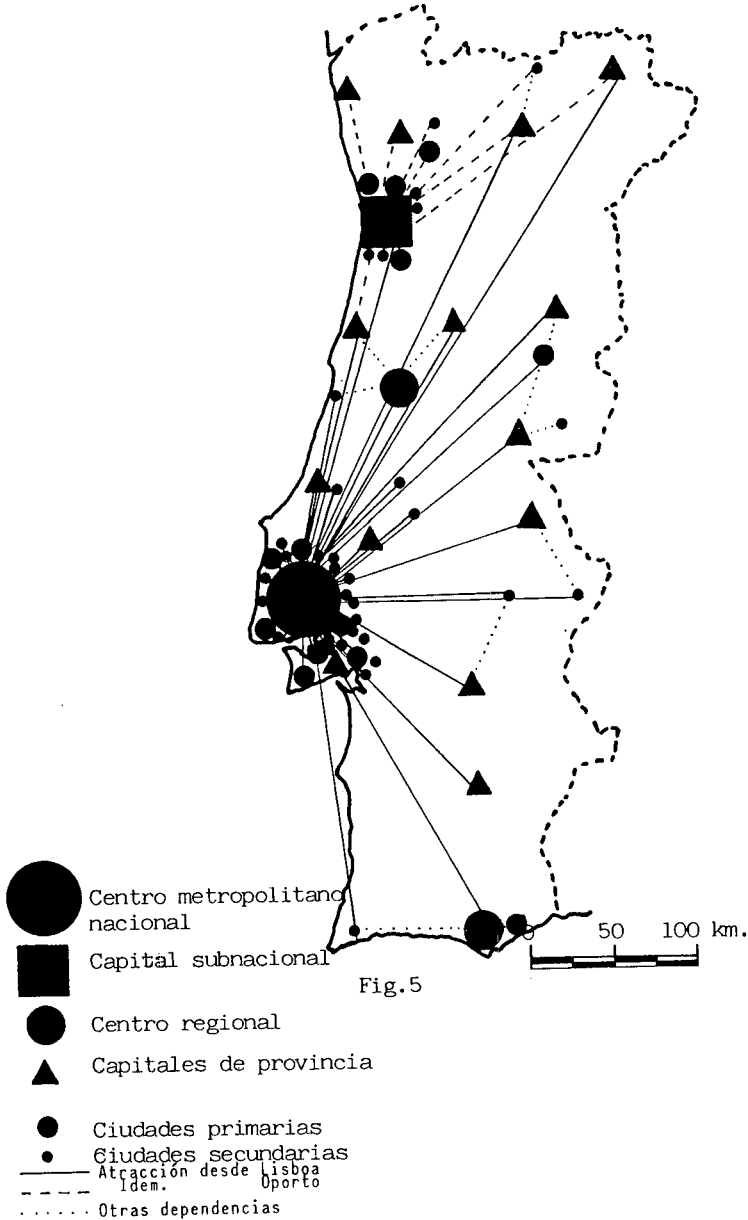 0 50 100 km.
Fig.5
Centro metropolitano
nacional
Capital subnacional
Centro regional
Capitales de provincia
Ciudades primarias
Ciudades secundarias
Atracción desde Lisboa
Idem. Oporto
Otras dependencias